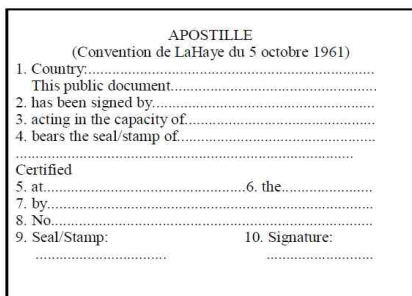 APOSTILLE
(Convention de LaHaye du 5 octobre 1961)
1. Country:......................................................................
This public document...................................................
2. has been signed by.......................................................
3. acting in the capacity of...............................................
4. bears the seal/stamp of.................................................
....................................................................................
Certified
5. at..................................................6. the......................
7. by................................................................................
8. No................................................................................
9. Seal/Stamp: 10. Signature:
................................. ...........................